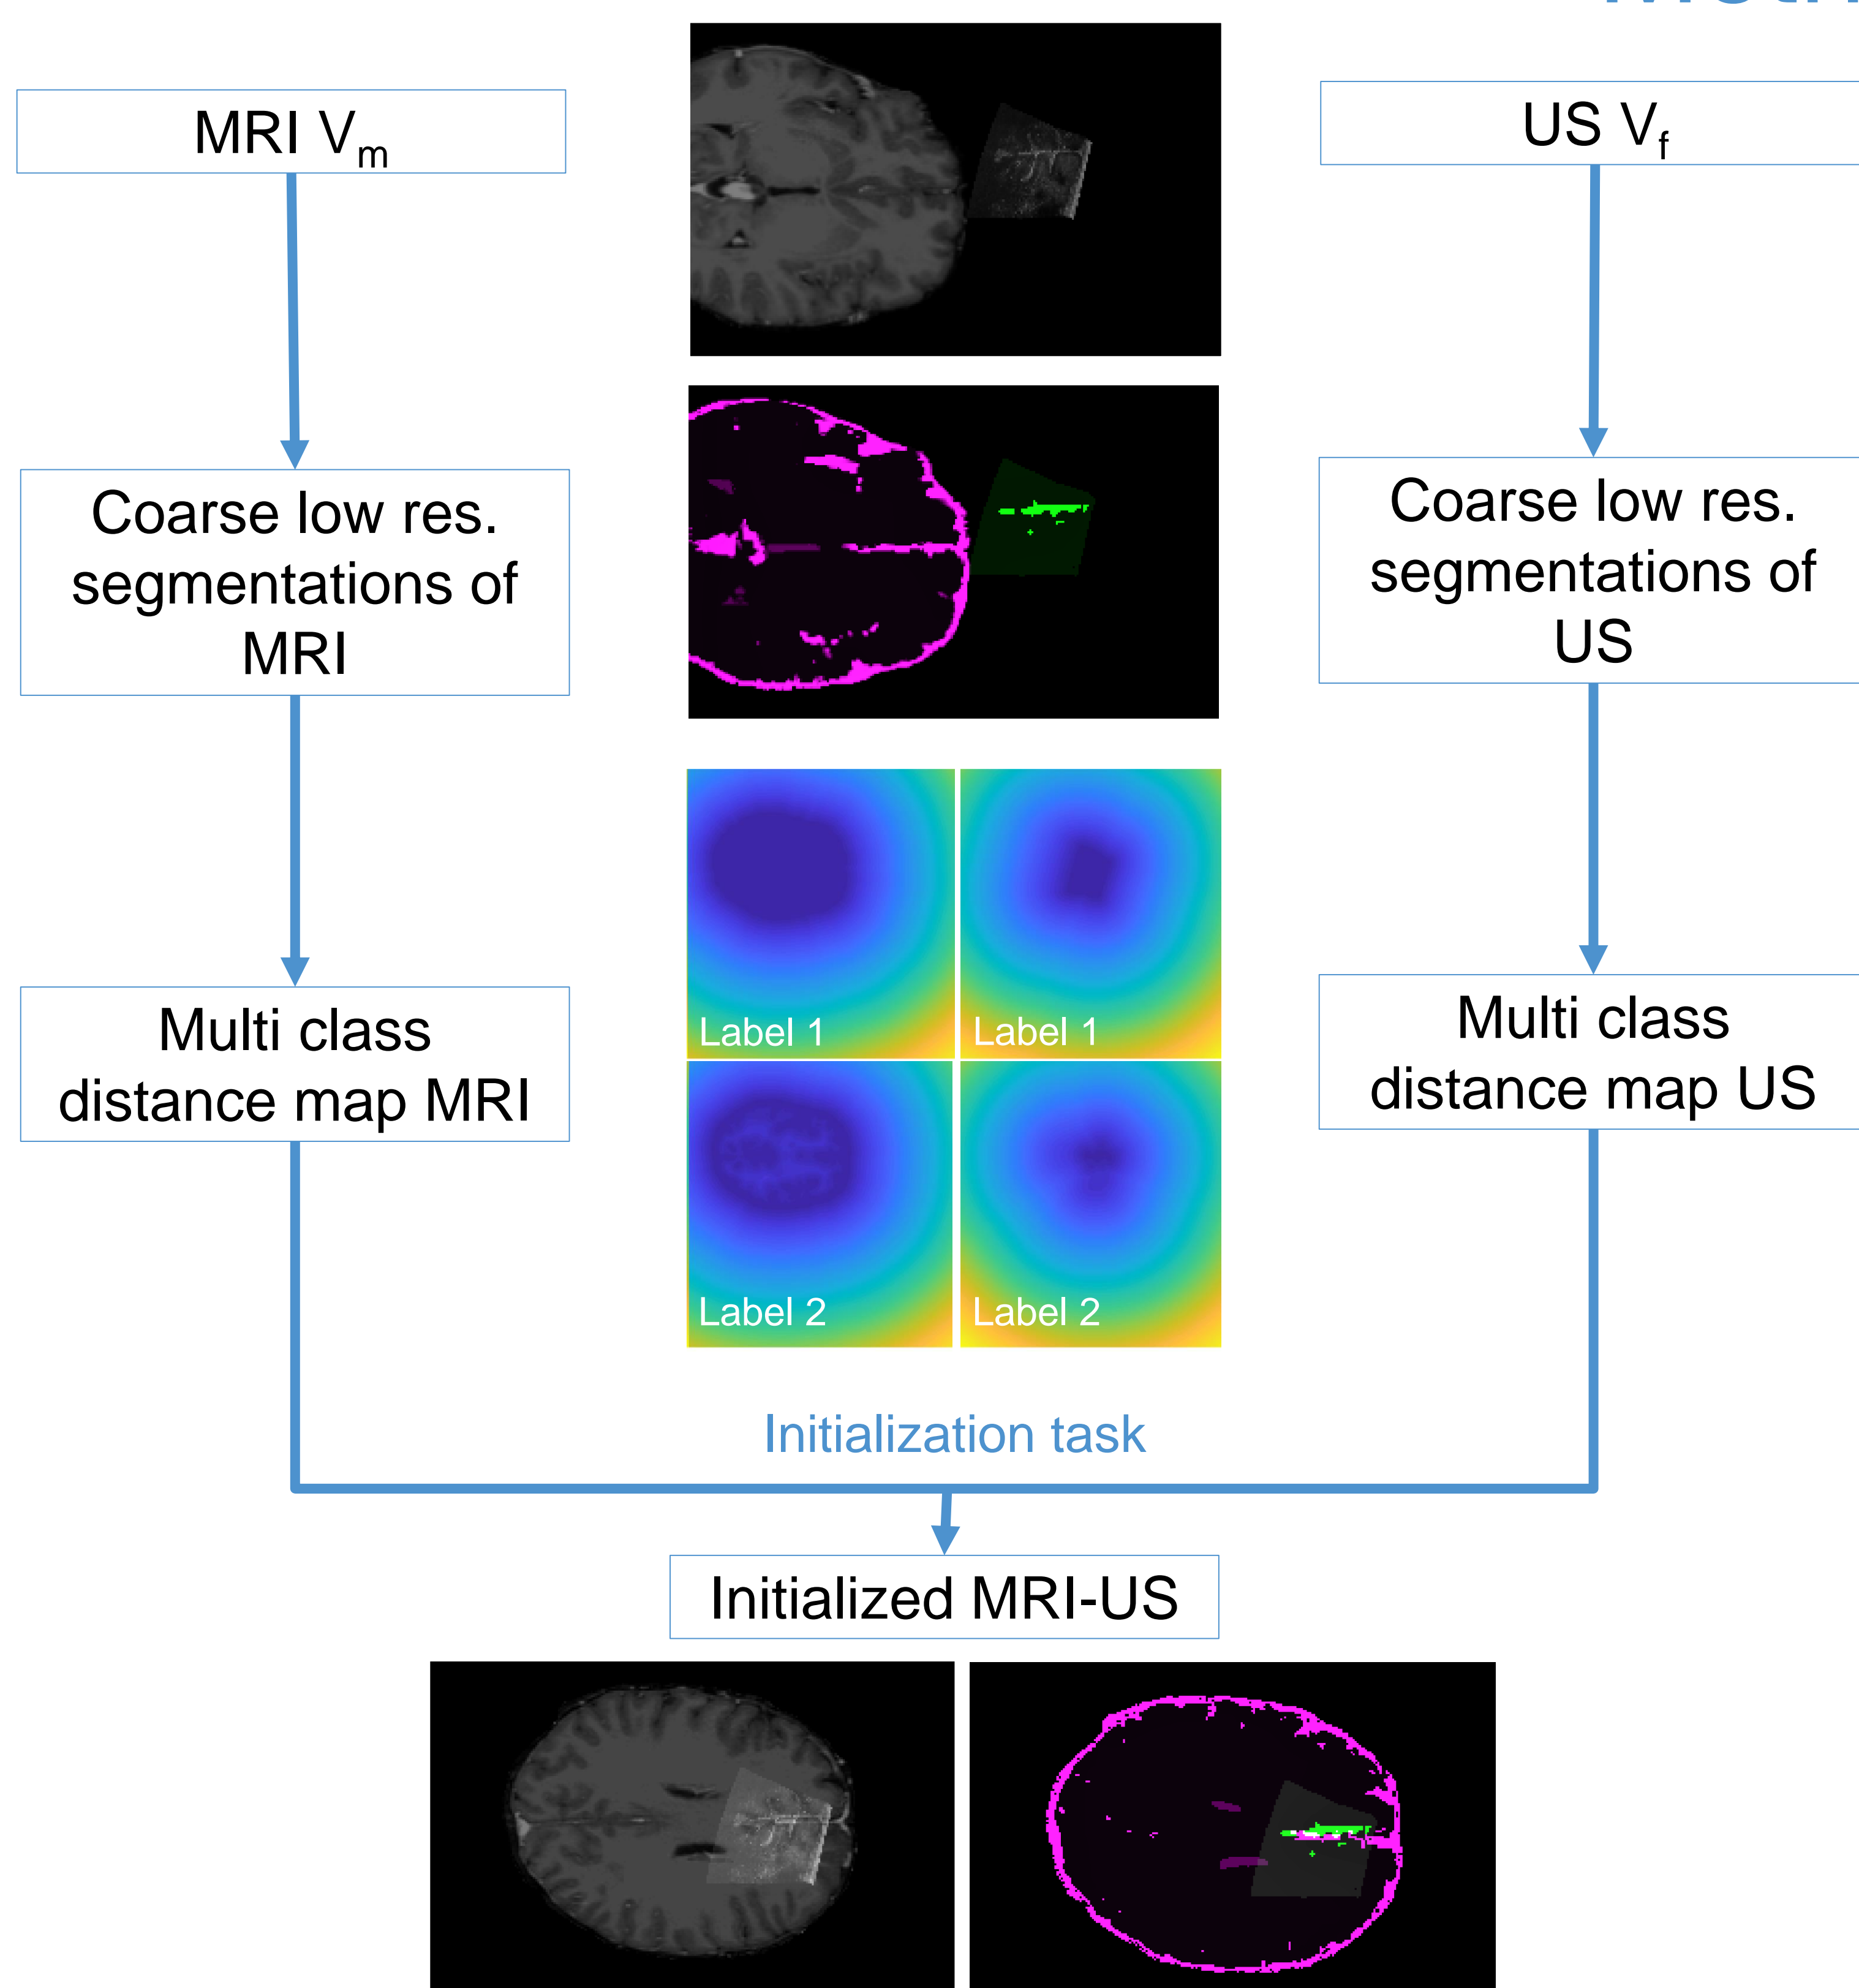 MRI Vm
US Vf
Coarse low res.
segmentations of
MRI
Coarse low res.
segmentations of
US
Label 1
Label 1
Multi class
distance map MRI
Multi class
distance map US
Label 2
Label 2
Initialization task
Initialized MRI-US